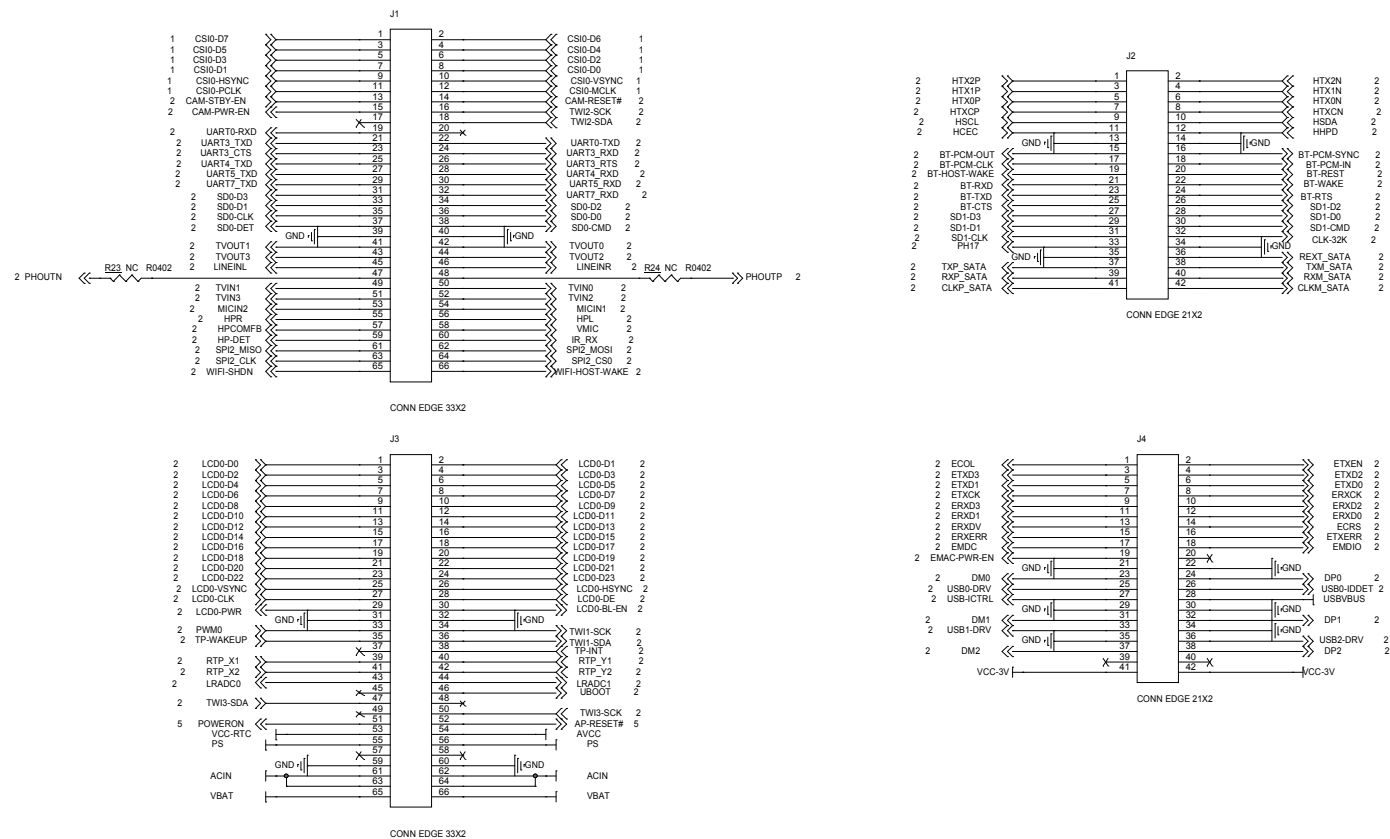 J1
1 CSI0-D7 1 2 CSI0-D6 1
1 CSI0-D5 3 4 CSI0-D4 1
1 CSI0-D3 5 6 CSI0-D2 1
1 CSI0-D1 7 8 CSI0-D0 1
1 CSI0-HSYNC 9 10 CSI0-VSYNC 1
1 CSI0-PCLK 11 12 CSI0-MCLK 1
2 CAM-STBY-EN 13 14 CAM-RESET# 2
2 CAM-PWR-EN 15 16 TWI2-SCK 2
17 18 TWI2-SDA 2
2 UART0-RXD 19 20
2 UART3_TXD 21 22 UART0-TXD 2
2 UART3_CTS 23 24 UART3_RXD 2
2 UART4_TXD 25 26 UART3_RTS 2
2 UART5_TXD 27 28 UART4_RXD 2
2 UART7_TXD 29 30 UART5_RXD 2
2 SD0-D3 31 32 UART7_RXD 2
2 SD0-D1 33 34 SD0-D2 2
2 SD0-CLK 35 36 SD0-D0 2
2 SD0-DET 37 38 SD0-CMD 2
GND 39 40 GND
2 TVOUT1 41 42 TVOUT0 2
2 TVOUT3 43 44 TVOUT2 2
2 LINEINL 45 46 LINEINR 2
2 PHOUTN R23 NC R0402 47 48 R24 NC R0402 PHOUTP 2
2 TVIN1 49 50 TVIN0 2
2 TVIN3 51 52 TVIN2 2
2 MICIN2 53 54 MICIN1 2
2 HPR 55 56 HPL 2
2 HPCOMFB 57 58 VMIC 2
2 HP-DET 59 60 IR_RX 2
2 SPI2_MISO 61 62 SPI2_MOSI 2
2 SPI2_CLK 63 64 SPI2_CS0 2
2 WIFI-SHDN 65 66 WIFI-HOST-WAKE 2
CONN EDGE 33X2
J2
2 HTX2P 1 2 HTX2N 2
2 HTX1P 3 4 HTX1N 2
2 HTX0P 5 6 HTX0N 2
2 HTXCP 7 8 HTXCN 2
2 HSCL 9 10 HSDA 2
2 HCEC 11 12 HHPD 2
GND 13 14 GND
2 BT-PCM-OUT 15 16 BT-PCM-SYNC 2
2 BT-PCM-CLK 17 18 BT-PCM-IN 2
2 BT-HOST-WAKE 19 20 BT-REST 2
2 BT-RXD 21 22 BT-WAKE 2
2 BT-TXD 23 24 BT-RTS 2
2 BT-CTS 25 26 SD1-D2 2
2 SD1-D3 27 28 SD1-D0 2
2 SD1-D1 29 30 SD1-CMD 2
2 SD1-CLK 31 32 CLK-32K 2
2 PH17 33 34 GND
GND 35 36 REXT_SATA 2
2 TXP_SATA 37 38 TXM_SATA 2
2 RXP_SATA 39 40 RXM_SATA 2
2 CLKP_SATA 41 42 CLKM_SATA 2
CONN EDGE 21X2
J3
2 LCD0-D0 1 2 LCD0-D1 2
2 LCD0-D2 3 4 LCD0-D3 2
2 LCD0-D4 5 6 LCD0-D5 2
2 LCD0-D6 7 8 LCD0-D7 2
2 LCD0-D8 9 10 LCD0-D9 2
2 LCD0-D10 11 12 LCD0-D11 2
2 LCD0-D12 13 14 LCD0-D13 2
2 LCD0-D14 15 16 LCD0-D15 2
2 LCD0-D16 17 18 LCD0-D17 2
2 LCD0-D18 19 20 LCD0-D19 2
2 LCD0-D20 21 22 LCD0-D21 2
2 LCD0-D22 23 24 LCD0-D23 2
2 LCD0-VSYNC 25 26 LCD0-HSYNC 2
2 LCD0-CLK 27 28 LCD0-DE 2
2 LCD0-PWR 29 30 LCD0-BL-EN 2
GND 31 32 GND
2 PWM0 33 34 TWI1-SCK 2
2 TP-WAKEUP 35 36 TWI1-SDA 2
37 38 TP-INT 2
2 RTP_X1 39 40 RTP_Y1 2
2 RTP_X2 41 42 RTP_Y2 2
2 LRADC0 43 44 LRADC1 2
45 46 UBOOT 2
2 TWI3-SDA 47 48
49 50 TWI3-SCK 2
5 POWERON 51 52 AP-RESET# 5
VCC-RTC 53 54 AVCC
PS 55 56 PS
57 58
GND 59 60 GND
ACIN 61 62 ACIN
63 64
VBAT 65 66 VBAT
CONN EDGE 33X2
J4
2 ECOL 1 2 ETXEN 2
2 ETXD3 3 4 ETXD2 2
2 ETXD1 5 6 ETXD0 2
2 ETXCK 7 8 ERXCK 2
2 ERXD3 9 10 ERXD2 2
2 ERXD1 11 12 ERXD0 2
2 ERXDV 13 14 ECRS 2
2 ERXERR 15 16 ETXERR 2
2 EMDC 17 18 EMDIO 2
2 EMAC-PWR-EN 19 20
GND 21 22 GND
2 DM0 23 24 DP0 2
2 USB0-DRV 25 26 USB0-IDDET 2
2 USB-ICTRL 27 28 USBVBUS
GND 29 30 GND
2 DM1 31 32 DP1 2
2 USB1-DRV 33 34 GND
GND 35 36 USB2-DRV 2
2 DM2 37 38 DP2 2
39 40
VCC-3V 41 42 VCC-3V
CONN EDGE 21X2